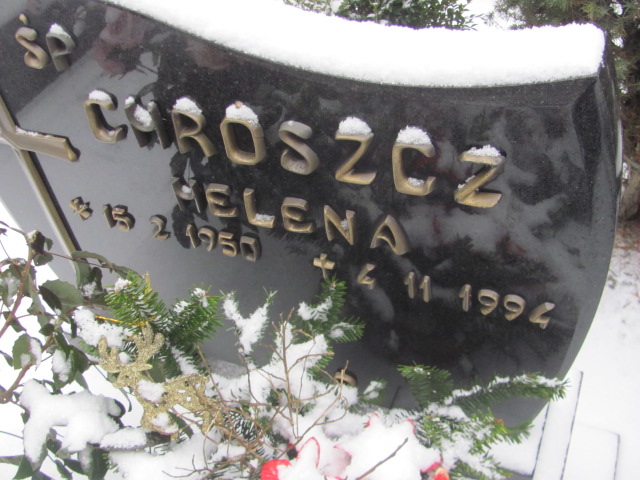 ŚP
CHROSZCZ
HELENA
* 15 2 1950 † 4 11 1994